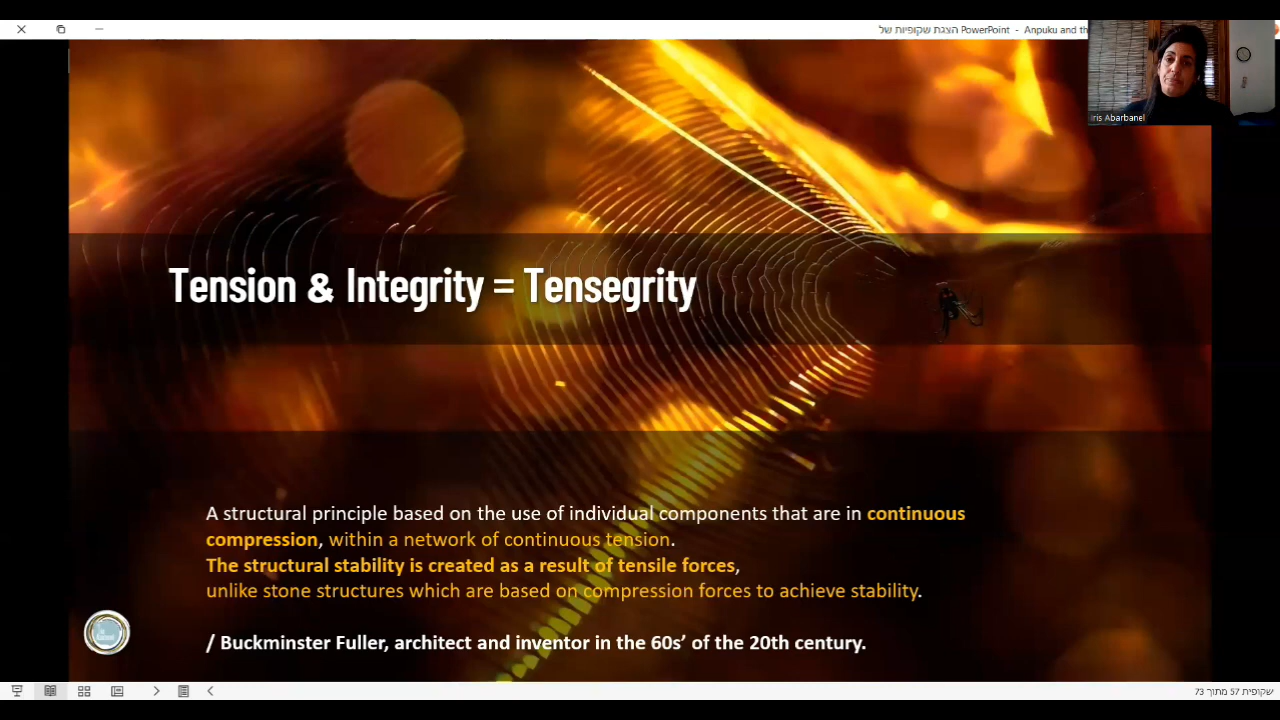 הצגת שקופיות של PowerPoint - Anpuku and th
Iris Abarbanel
Tension & Integrity = Tensegrity
A structural principle based on the use of individual components that are in continuous
compression, within a network of continuous tension.
The structural stability is created as a result of tensile forces,
unlike stone structures which are based on compression forces to achieve stability.
/ Buckminster Fuller, architect and inventor in the 60s’ of the 20th century.
שקופית 57 מתוך 73